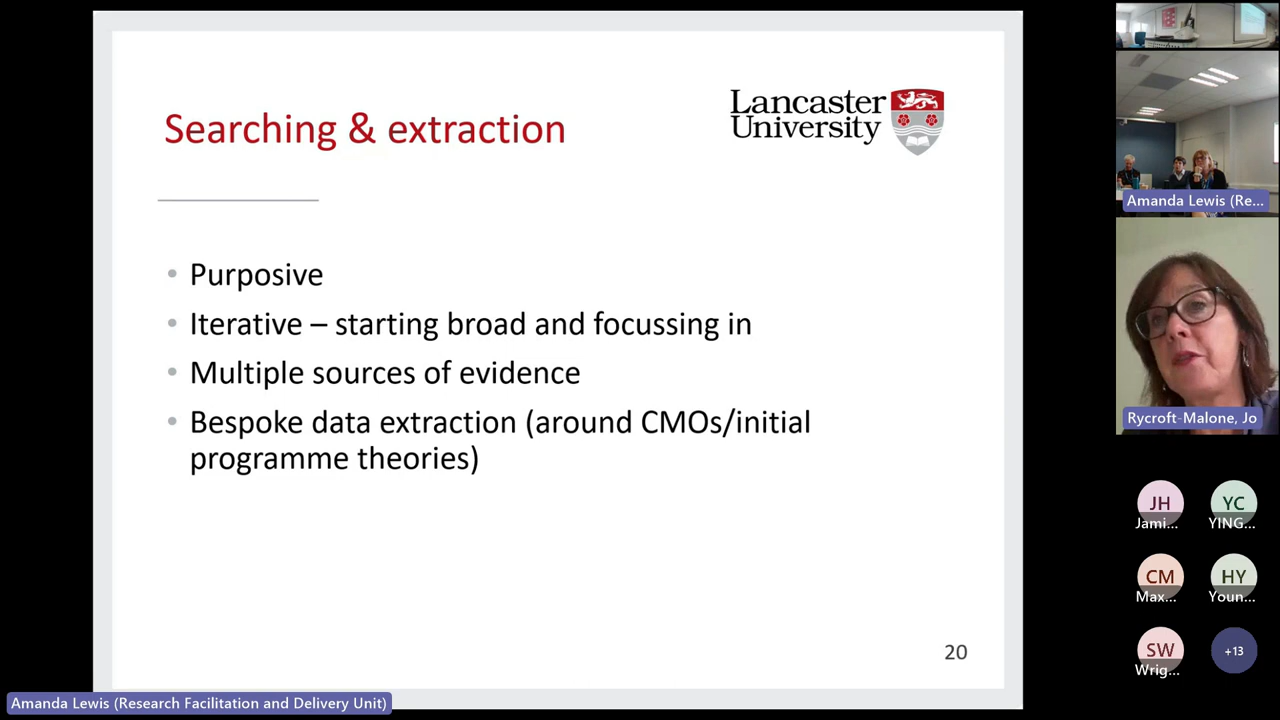 Searching & extraction
Lancaster
University
• Purposive
• Iterative – starting broad and focussing in
• Multiple sources of evidence
• Bespoke data extraction (around CMOs/initial
programme theories)
20
Amanda Lewis (Research Facilitation and Delivery Unit)
Amanda Lewis (Re...
Rycroft-Malone, Jo
JH
Jami...
YC
YING...
CM
Max...
HY
Youn...
SW
Wrig...
+13